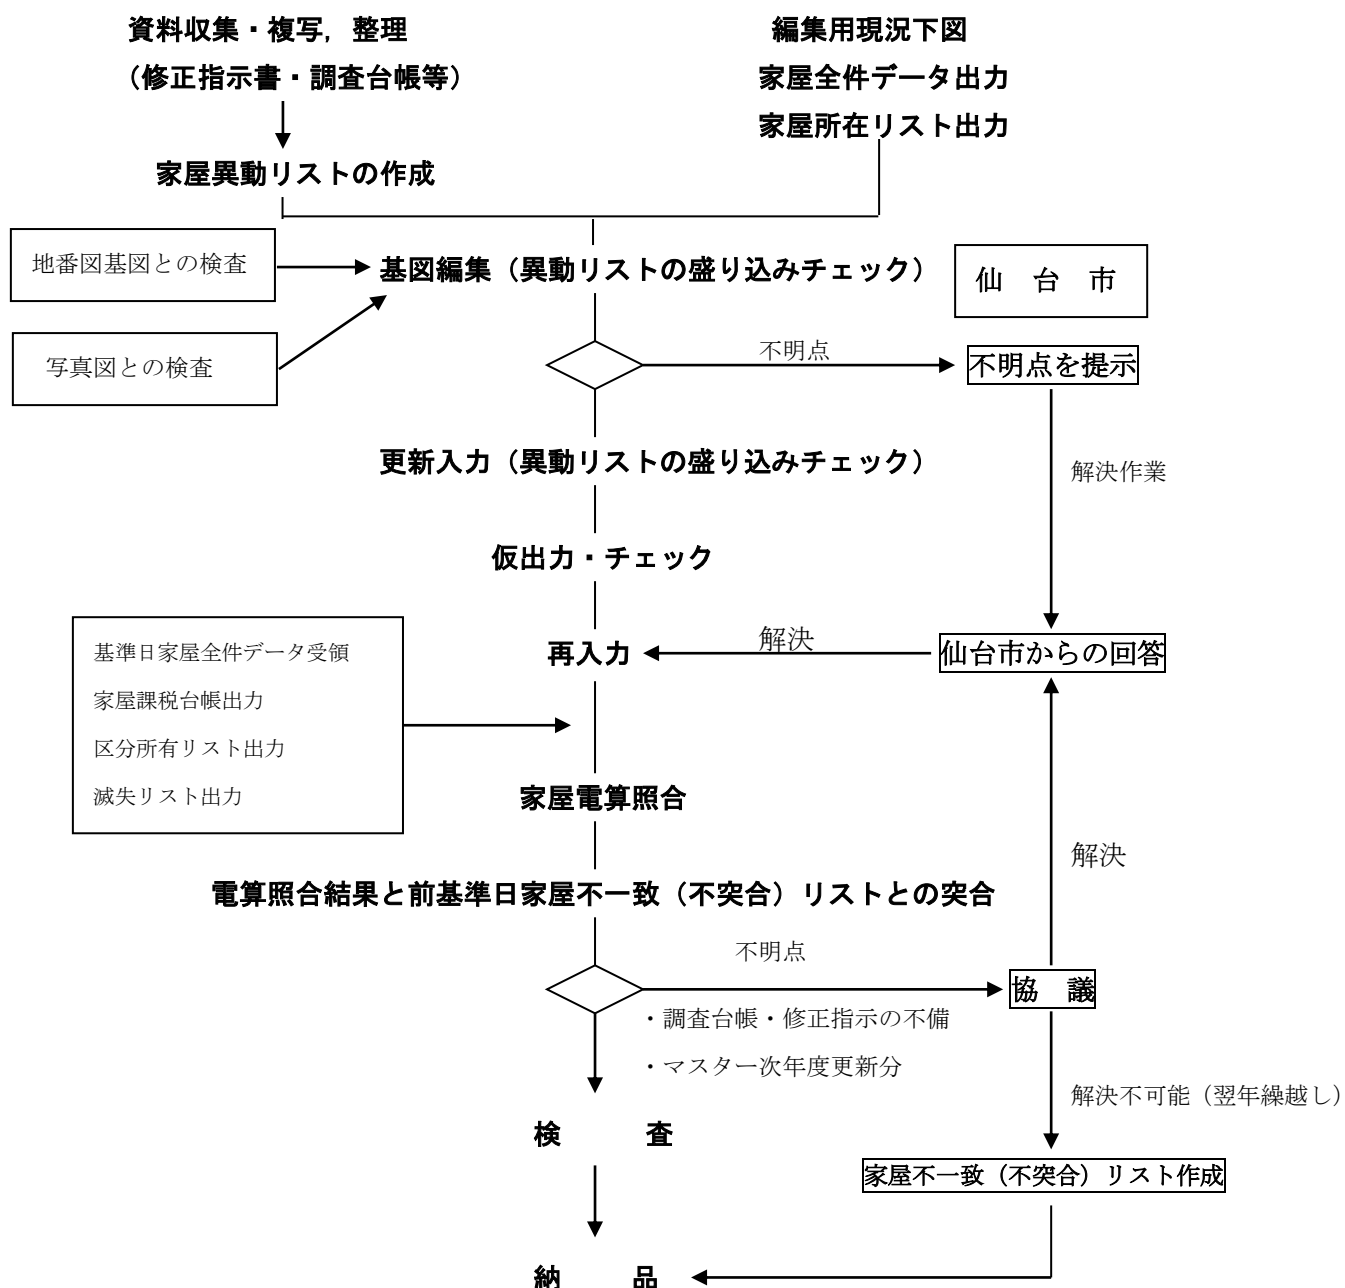 資料収集・複写，整理
（修正指示書・調査台帳等）
編集用現況下図
家屋全件データ出力
家屋所在リスト出力
家屋異動リストの作成
地番図基図との検査
基図編集（異動リストの盛り込みチェック）
仙　台　市
写真図との検査
不明点
不明点を提示
更新入力（異動リストの盛り込みチェック）
解決作業
仮出力・チェック
再入力
解決
仙台市からの回答
基準日家屋全件データ受領
家屋課税台帳出力
区分所有リスト出力
滅失リスト出力
家屋電算照合
解決
電算照合結果と前基準日家屋不一致（不突合）リストとの突合
不明点
協　議
・調査台帳・修正指示の不備
・マスター次年度更新分
解決不可能（翌年繰越し）
検　　　査
家屋不一致（不突合）リスト作成
納　　　品